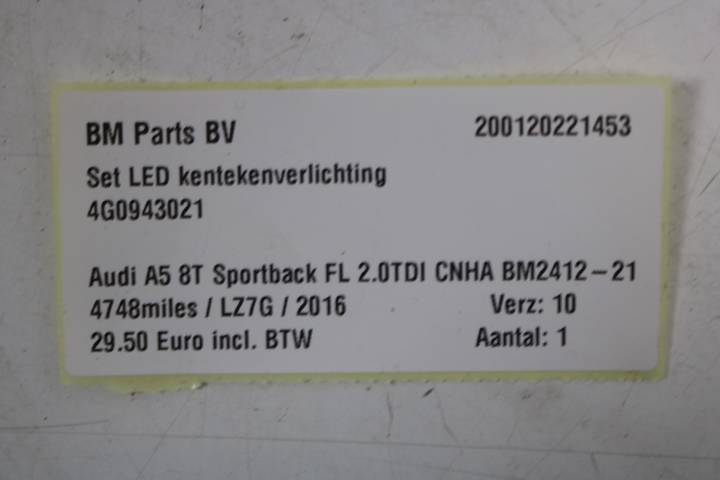 BM Parts BV 200120221453
Set LED kentekenverlichting
4G0943021
Audi A5 8T Sportback FL 2.0TDI CNHA BM2412-21
4748miles / LZ7G / 2016 Verz: 10
29.50 Euro incl. BTW Aantal: 1